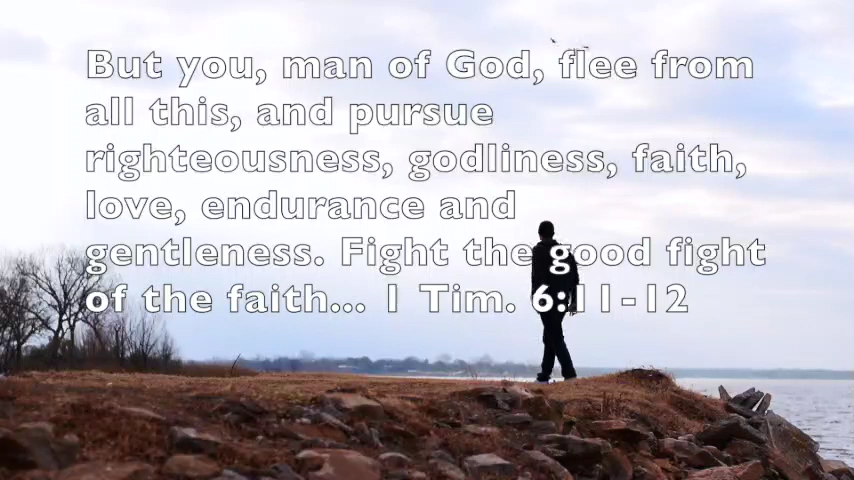 But you, man of God, flee from
all this, and pursue
righteousness, godliness, faith,
love, endurance and
gentleness. Fight the good fight
of the faith... 1 Tim. 6:11-12